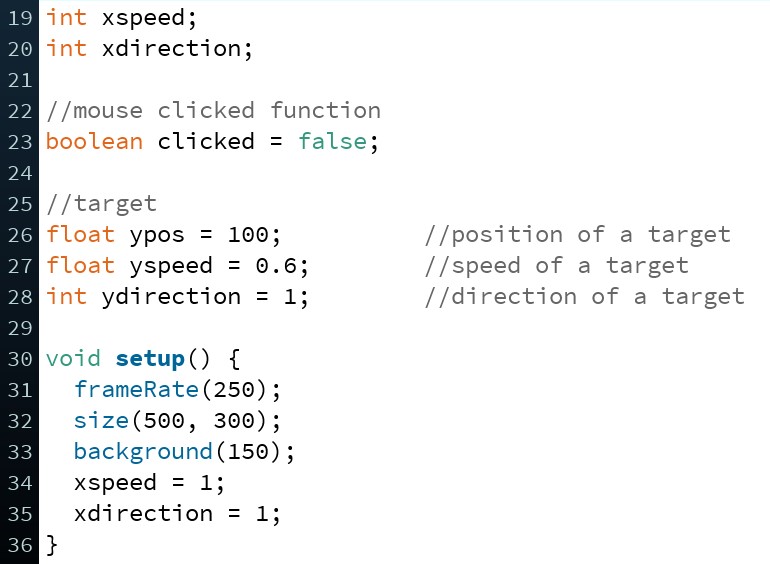 19 int xspeed;
20 int xdirection;
21
22 //mouse clicked function
23 boolean clicked = false;
24
25 //target
26 float ypos = 100;          //position of a target
27 float yspeed = 0.6;        //speed of a target
28 int ydirection = 1;        //direction of a target
29
30 void setup() {
31   frameRate(250);
32   size(500, 300);
33   background(150);
34   xspeed = 1;
35   xdirection = 1;
36 }